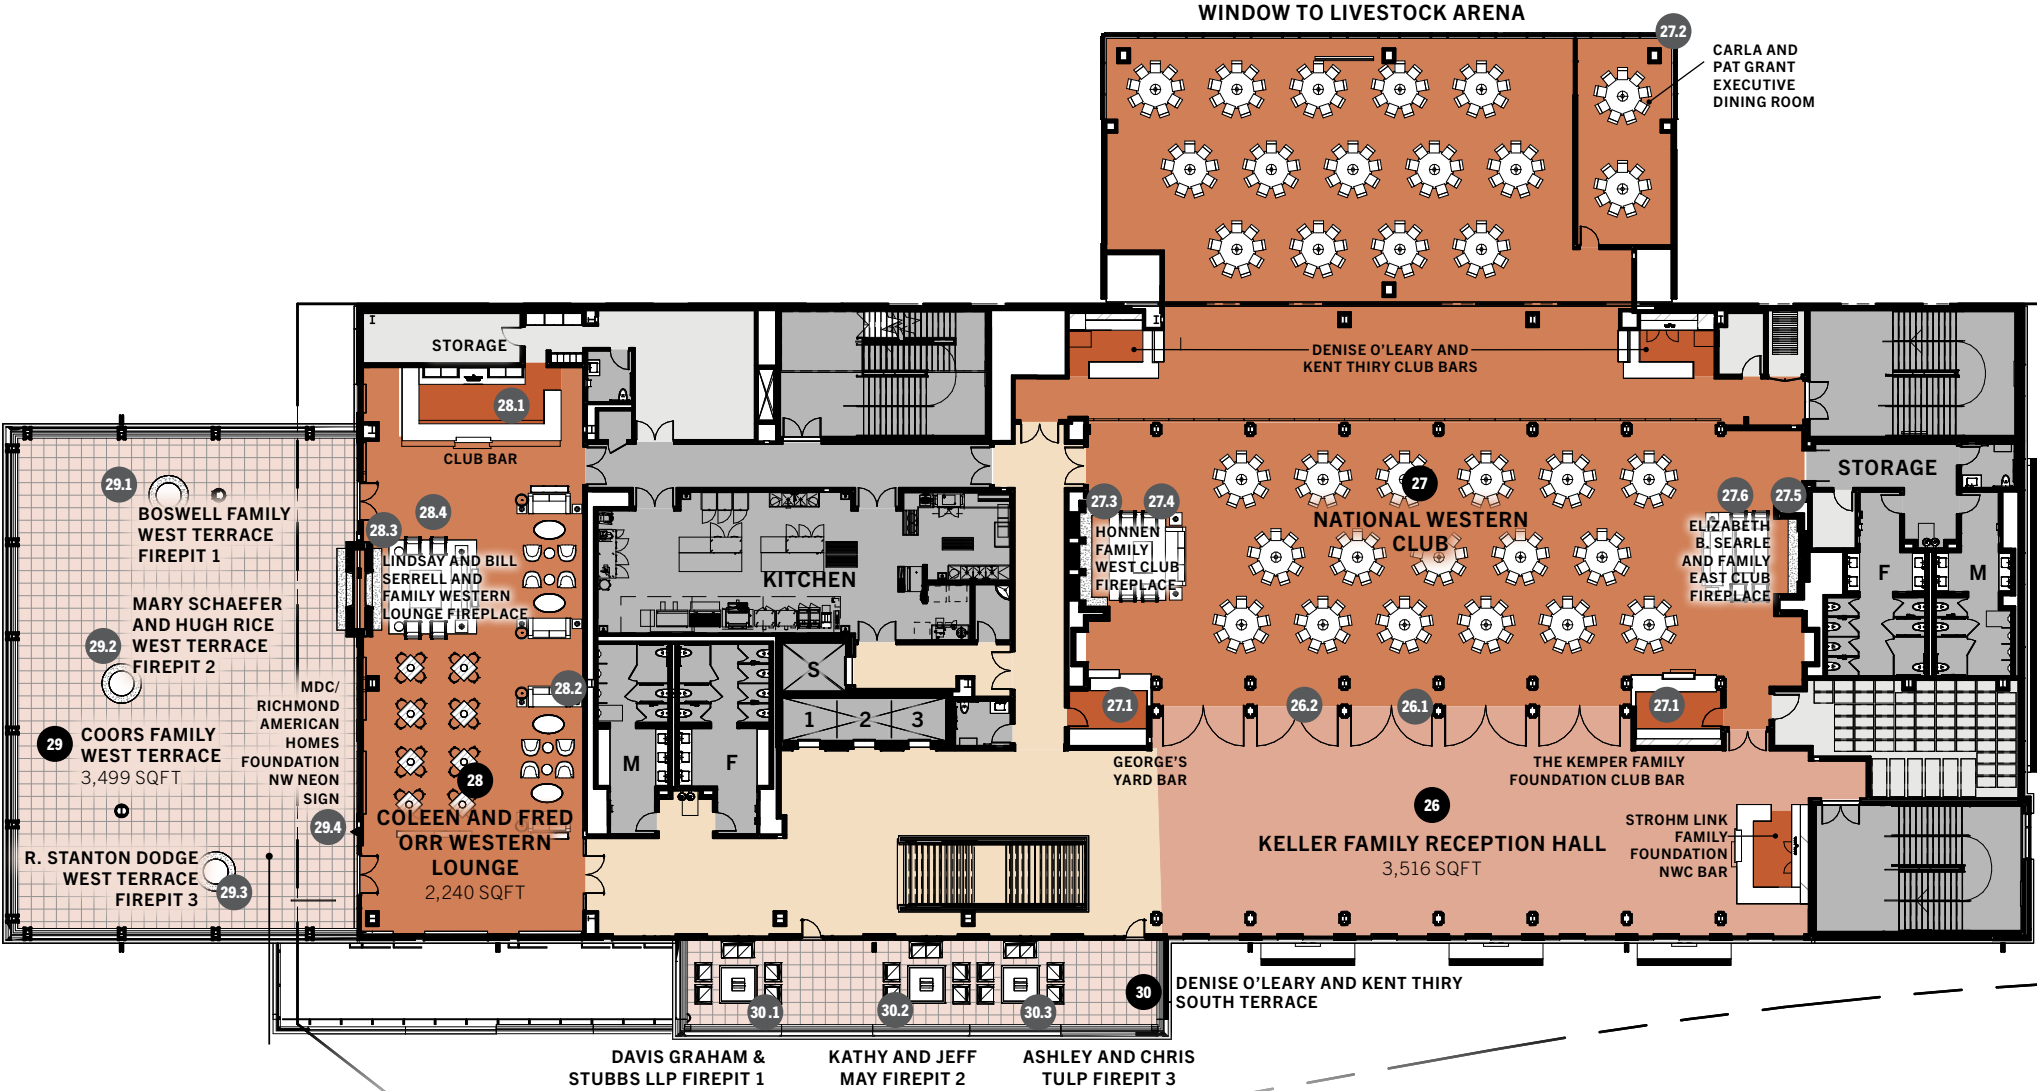 WINDOW TO LIVESTOCK ARENA
27.2
CARLA AND
PAT GRANT
EXECUTIVE
DINING ROOM
STORAGE
DENISE O'LEARY AND
KENT THIRY CLUB BARS
28.1
CLUB BAR
29.1
BOSWELL FAMILY
WEST TERRACE
FIREPIT 1
28.4
28.3
LINDSAY AND BILL
SERRELL AND
FAMILY WESTERN
LOUNGE FIREPLACE
KITCHEN
27.3
27.4
HONNEN
FAMILY
WEST CLUB
FIREPLACE
27
NATIONAL WESTERN
CLUB
27.6
27.5
ELIZABETH
B. SEARLE
AND FAMILY
EAST CLUB
FIREPLACE
STORAGE
F
M
MARY SCHAEFER
AND HUGH RICE
WEST TERRACE
FIREPIT 2
29.2
28.2
S
1
2
3
M
F
27.1
26.2
26.1
27.1
MDC/
RICHMOND
AMERICAN
HOMES
FOUNDATION
NW NEON
SIGN
29.4
29
COORS FAMILY
WEST TERRACE
3,499 SQFT
28
COLEEN AND FRED
ORR WESTERN
LOUNGE
2,240 SQFT
GEORGE'S
YARD BAR
THE KEMPER FAMILY
FOUNDATION CLUB BAR
26
KELLER FAMILY RECEPTION HALL
3,516 SQFT
STROHM LINK
FAMILY
FOUNDATION
NWC BAR
R. STANTON DODGE
WEST TERRACE
FIREPIT 3
29.3
30
DENISE O'LEARY AND KENT THIRY
SOUTH TERRACE
30.1
30.2
30.3
DAVIS GRAHAM &
STUBBS LLP FIREPIT 1
KATHY AND JEFF
MAY FIREPIT 2
ASHLEY AND CHRIS
TULP FIREPIT 3